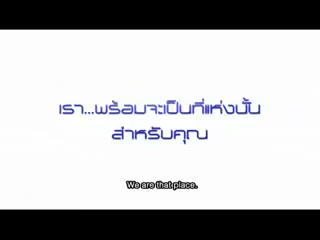 เรา...พร้อมจะเป็นที่แห่งนั้น
สำหรับคุณ
We are that place.